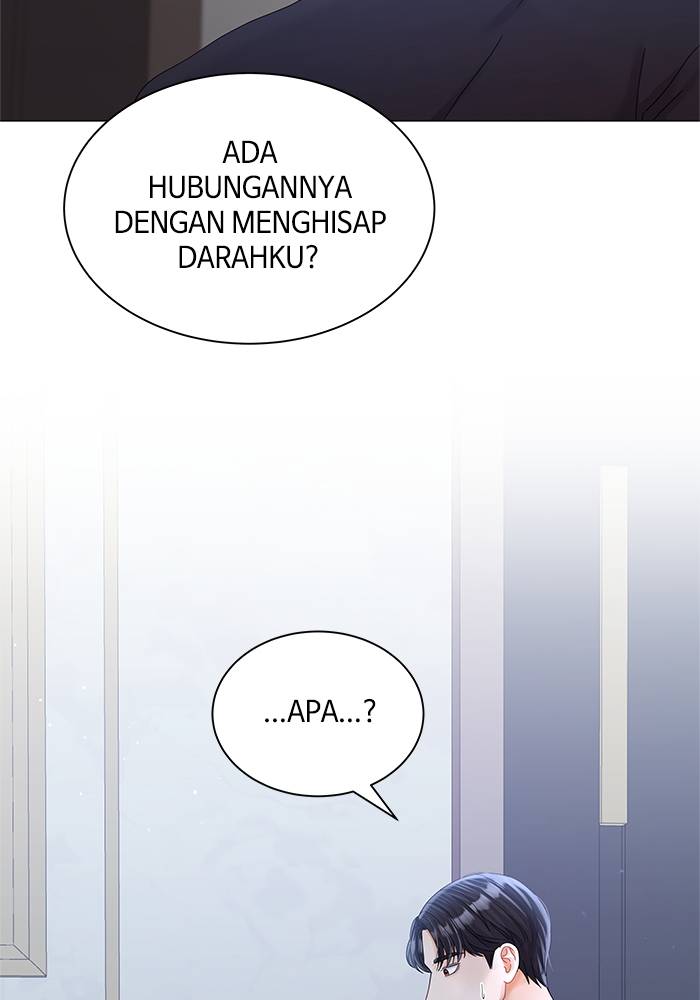 ADA
HUBUNGANNYA
DENGAN MENGHISAP
DARAHKU?
...APA...?